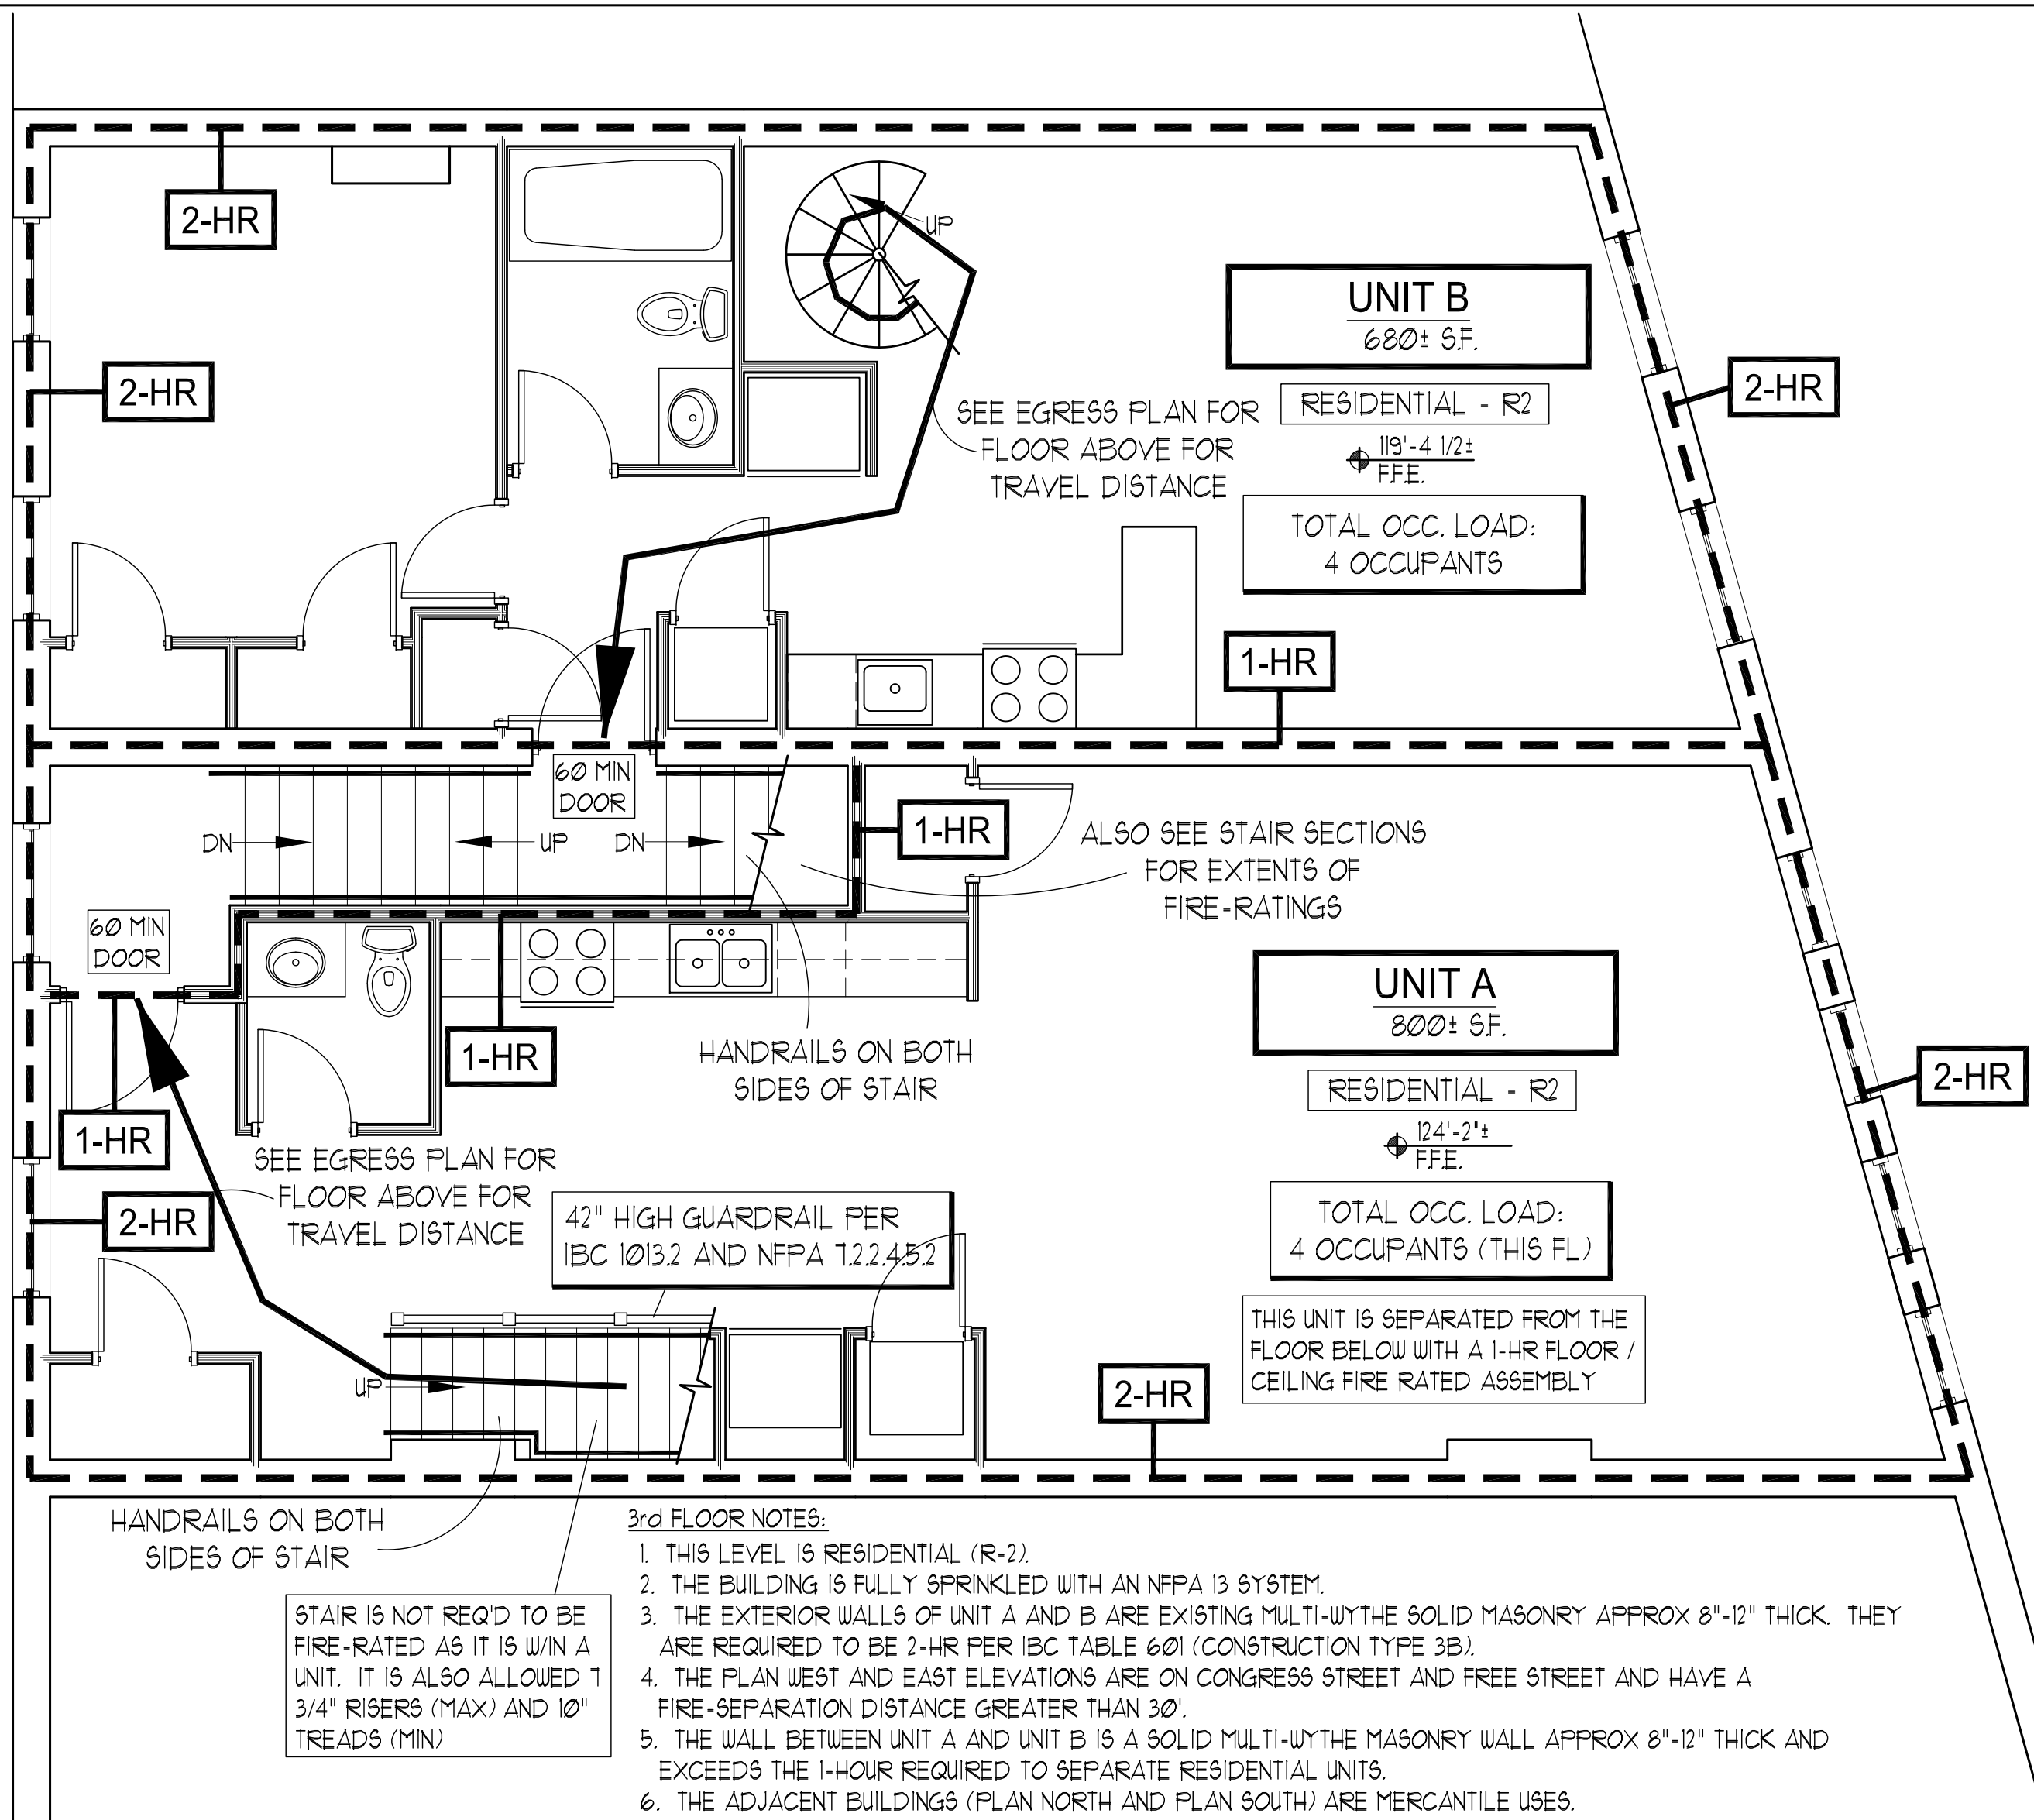 2-HR
UP
UNIT B
680± S.F.
2-HR
2-HR
RESIDENTIAL - R2
SEE EGRESS PLAN FOR
FLOOR ABOVE FOR
TRAVEL DISTANCE
119'-4 1/2±
F.F.E.
TOTAL OCC. LOAD:
4 OCCUPANTS
1-HR
60 MIN
DOOR
DN
UP
DN
1-HR
ALSO SEE STAIR SECTIONS
FOR EXTENTS OF
FIRE-RATINGS
60 MIN
DOOR
UNIT A
800± S.F.
1-HR
HANDRAILS ON BOTH
SIDES OF STAIR
2-HR
RESIDENTIAL - R2
1-HR
124'-2"±
F.F.E.
SEE EGRESS PLAN FOR
FLOOR ABOVE FOR
TRAVEL DISTANCE
2-HR
42" HIGH GUARDRAIL PER
IBC 1013.2 AND NFPA 7.2.2.4.5.2
TOTAL OCC. LOAD:
4 OCCUPANTS (THIS FL)
THIS UNIT IS SEPARATED FROM THE
FLOOR BELOW WITH A 1-HR FLOOR /
CEILING FIRE RATED ASSEMBLY
UP
2-HR
HANDRAILS ON BOTH
SIDES OF STAIR
STAIR IS NOT REQ'D TO BE
FIRE-RATED AS IT IS W/IN A
UNIT. IT IS ALSO ALLOWED 7
3/4" RISERS (MAX) AND 10"
TREADS (MIN)
3rd FLOOR NOTES:
1. THIS LEVEL IS RESIDENTIAL (R-2).
2. THE BUILDING IS FULLY SPRINKLED WITH AN NFPA 13 SYSTEM.
3. THE EXTERIOR WALLS OF UNIT A AND B ARE EXISTING MULTI-WYTHE SOLID MASONRY APPROX 8"-12" THICK. THEY
ARE REQUIRED TO BE 2-HR PER IBC TABLE 601 (CONSTRUCTION TYPE 3B).
4. THE PLAN WEST AND EAST ELEVATIONS ARE ON CONGRESS STREET AND FREE STREET AND HAVE A
FIRE-SEPARATION DISTANCE GREATER THAN 30'.
5. THE WALL BETWEEN UNIT A AND UNIT B IS A SOLID MULTI-WYTHE MASONRY WALL APPROX 8"-12" THICK AND
EXCEEDS THE 1-HOUR REQUIRED TO SEPARATE RESIDENTIAL UNITS.
6. THE ADJACENT BUILDINGS (PLAN NORTH AND PLAN SOUTH) ARE MERCANTILE USES.